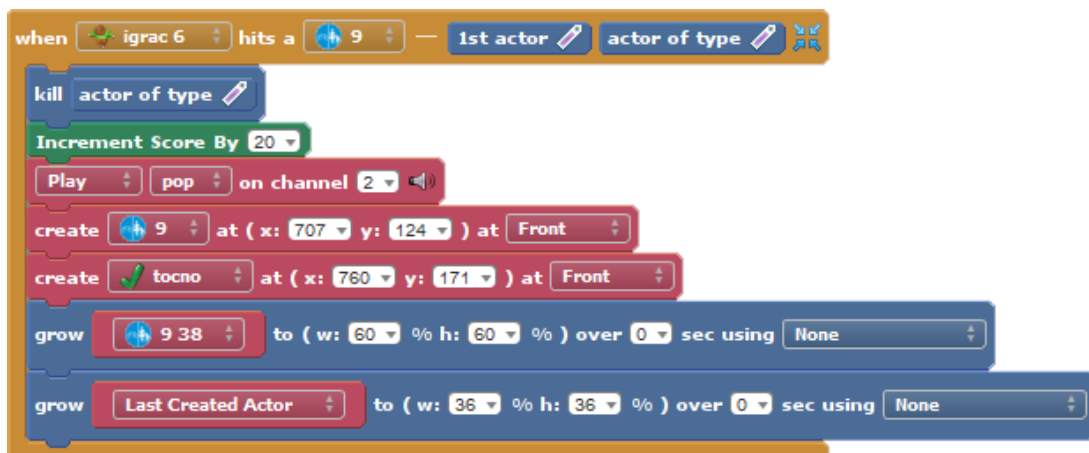 when igrac 6 hits a 9 — 1st actor actor of type
kill actor of type
Increment Score By 20
Play pop on channel 2
create 9 at ( x: 707 y: 124 ) at Front
create tocno at ( x: 760 y: 171 ) at Front
grow 9 38 to ( w: 60 % h: 60 % ) over 0 sec using None
grow Last Created Actor to ( w: 36 % h: 36 % ) over 0 sec using None